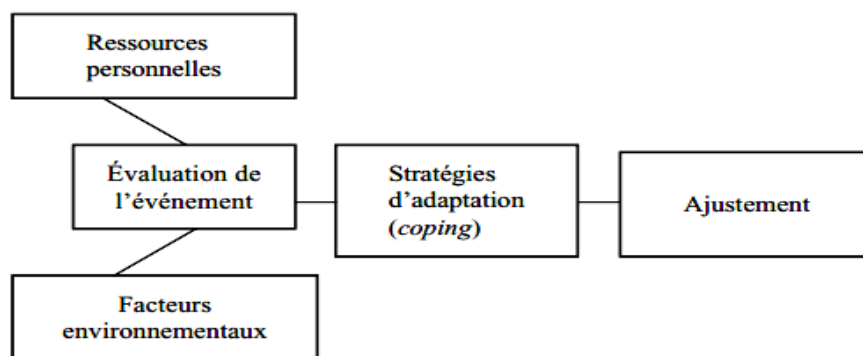 Ressources
personnelles
Évaluation de
l’événement
Stratégies
d’adaptation
(coping)
Ajustement
Facteurs
environnementaux